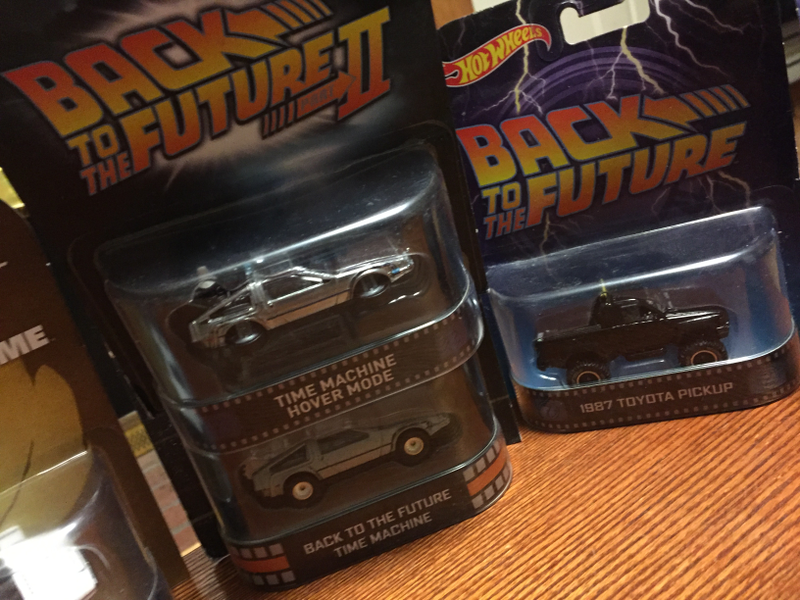 BACK
TO THE
FUTURE
PART II
TIME MACHINE
HOVER MODE
BACK TO THE FUTURE
TIME MACHINE
HOT WHEELS
BACK
TO THE
FUTURE
1987 TOYOTA PICKUP
ME